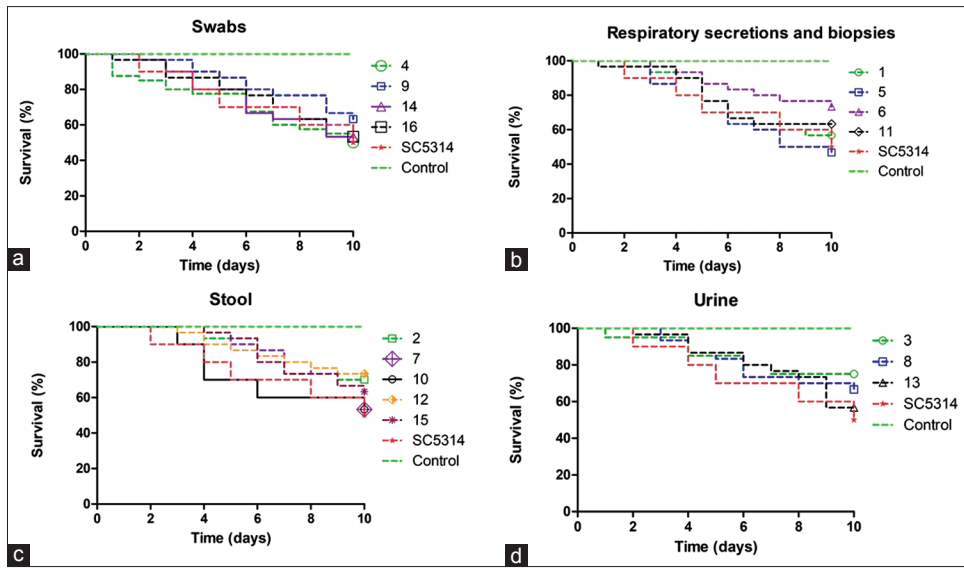 Swabs
Survival (%)
100
80
60
40
20
0
0 2 4 6 8 10
Time (days)
4
9
14
16
SC5314
Control
a
Respiratory secretions and biopsies
Survival (%)
100
80
60
40
20
0
0 2 4 6 8 10
Time (days)
1
5
6
11
SC5314
Control
b
Stool
Survival (%)
100
80
60
40
20
0
0 2 4 6 8 10
Time (days)
2
7
10
12
15
SC5314
Control
c
Urine
Survival (%)
100
80
60
40
20
0
0 2 4 6 8 10
Time (days)
3
8
13
SC5314
Control
d